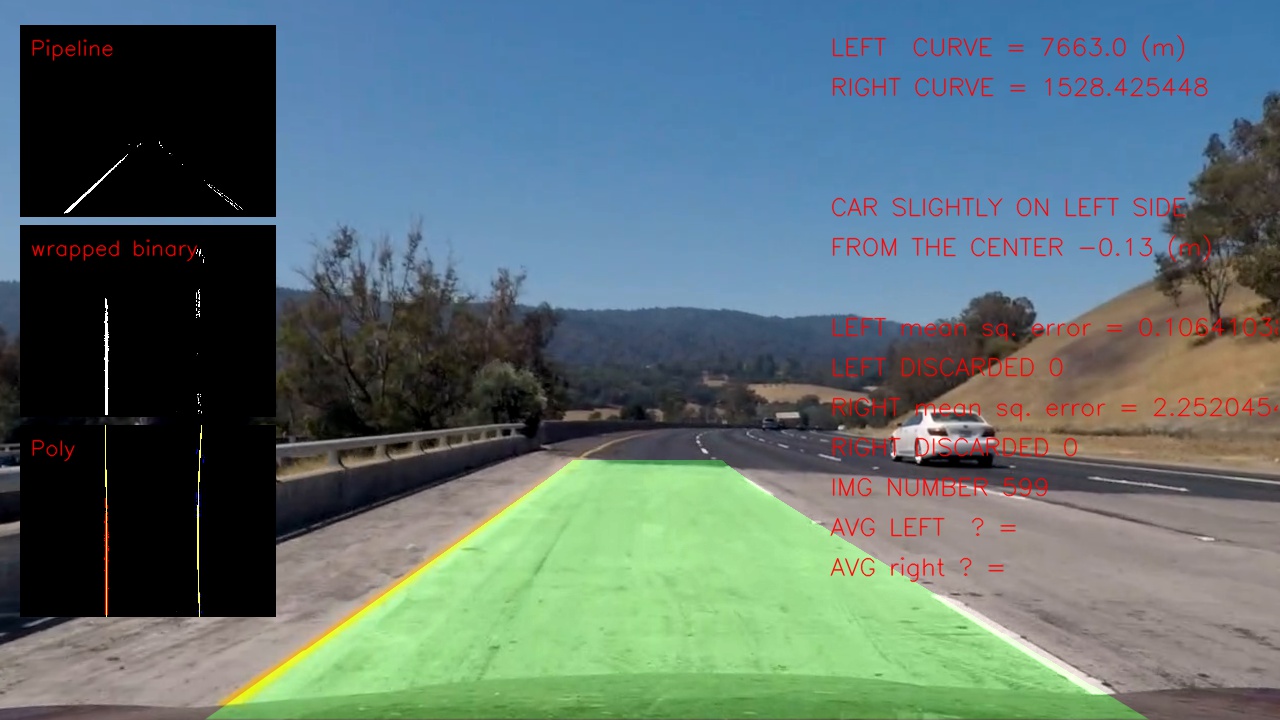 Pipeline
wrapped binary
Poly
LEFT CURVE = 7663.0 (m)
RIGHT CURVE = 1528.425448
CAR SLIGHTLY ON LEFT SIDE
FROM THE CENTER -0.13 (m)
LEFT mean sq. error = 0.1064103
LEFT DISCARDED 0
RIGHT mean sq. error = 2.252045
RIGHT DISCARDED 0
IMG NUMBER 599
AVG LEFT ? =
AVG right ? =